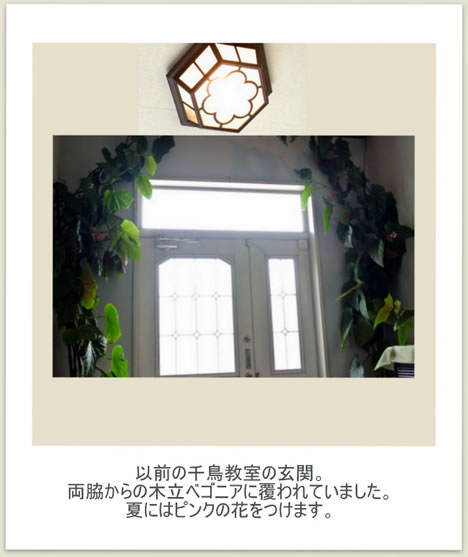 以前の千鳥教室の玄関。
両脇からの木立ベゴニアに覆われていました。
夏にはピンクの花をつけます。